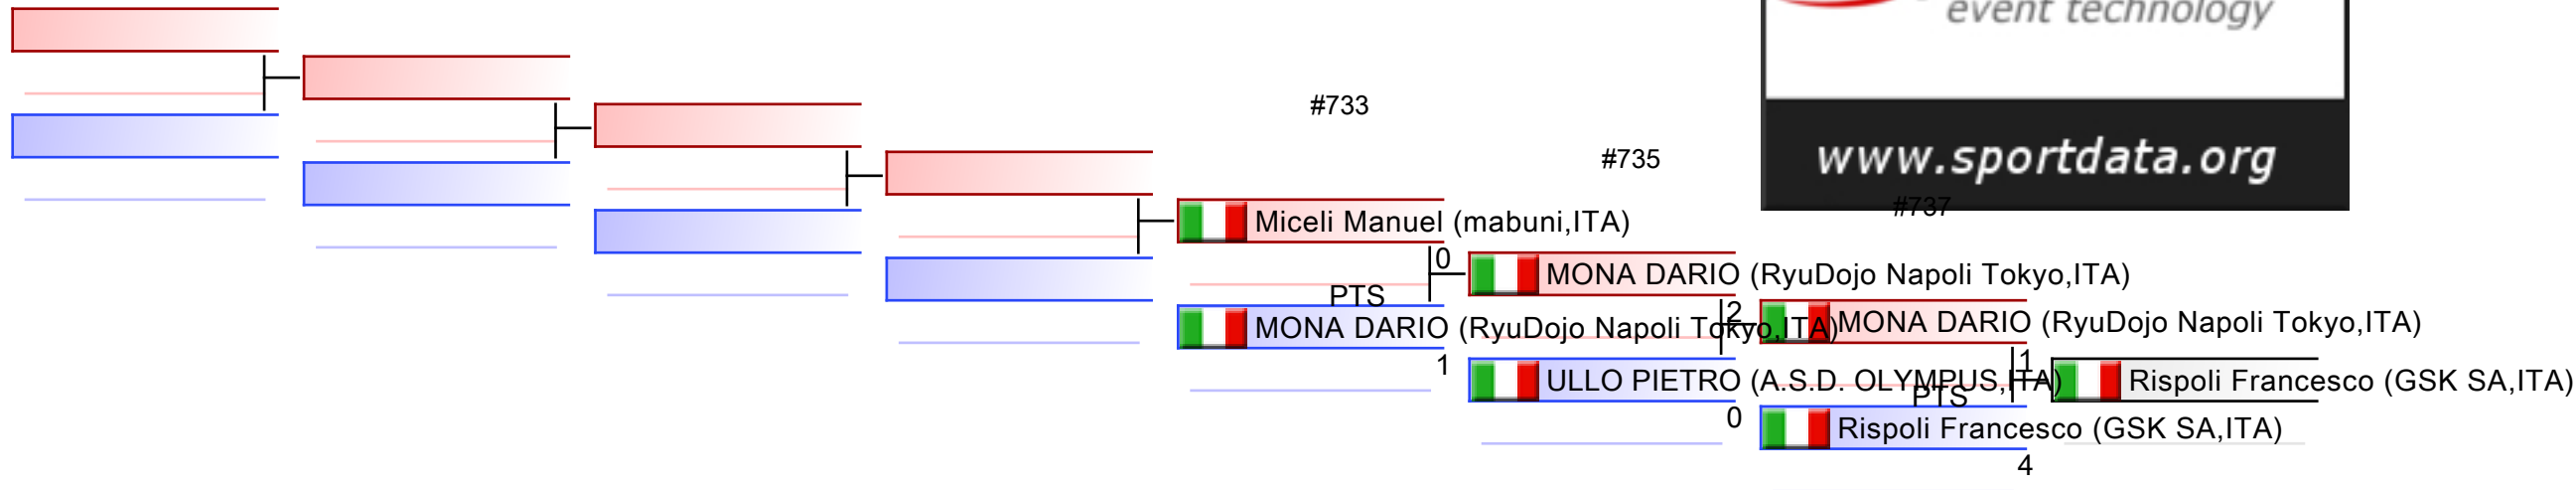 event technology
#733
#735
www.sportdata.org
#737
Miceli Manuel (mabuni,ITA)
0
MONA DARIO (RyuDojo Napoli Tokyo,ITA)
PTS
2
MONA DARIO (RyuDojo Napoli Tokyo,ITA)
MONA DARIO (RyuDojo Napoli Tokyo,ITA)
1
1
ULLO PIETRO (A.S.D. OLYMPUS,ITA)
Rispoli Francesco (GSK SA,ITA)
PTS
0
Rispoli Francesco (GSK SA,ITA)
4